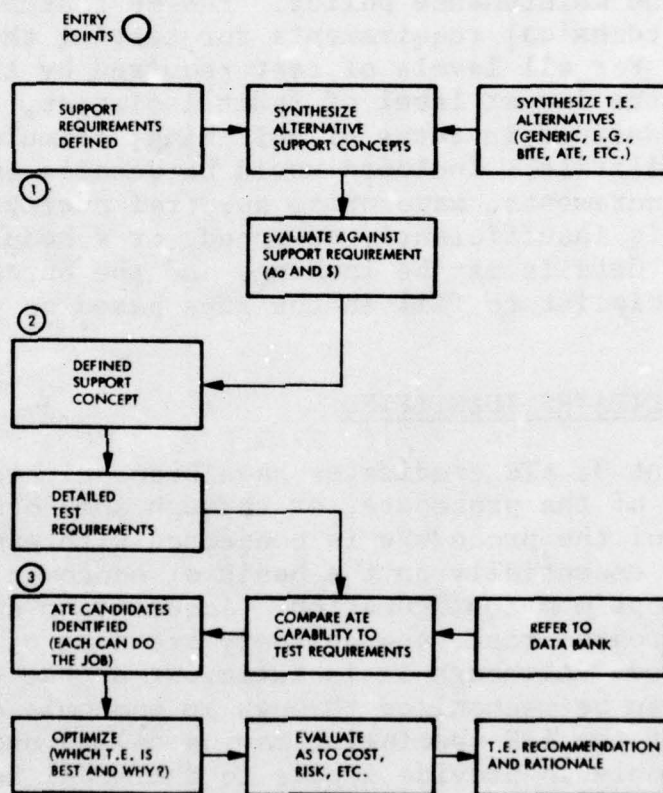 ENTRY
POINTS
SUPPORT
REQUIREMENTS
DEFINED
SYNTHESIZE
ALTERNATIVE
SUPPORT CONCEPTS
SYNTHESIZE T.E.
ALTERNATIVES
(GENERIC, E.G.,
BITE, ATE, ETC.)
1
EVALUATE AGAINST
SUPPORT REQUIREMENT
(Ao AND $)
2
DEFINED
SUPPORT
CONCEPT
DETAILED
TEST
REQUIREMENTS
3
ATE CANDIDATES
IDENTIFIED
(EACH CAN DO
THE JOB)
COMPARE ATE
CAPABILITY TO
TEST REQUIREMENTS
REFER TO
DATA BANK
OPTIMIZE
(WHICH T.E. IS
BEST AND WHY?)
EVALUATE
AS TO COST,
RISK, ETC.
T.E. RECOMMENDATION
AND RATIONALE